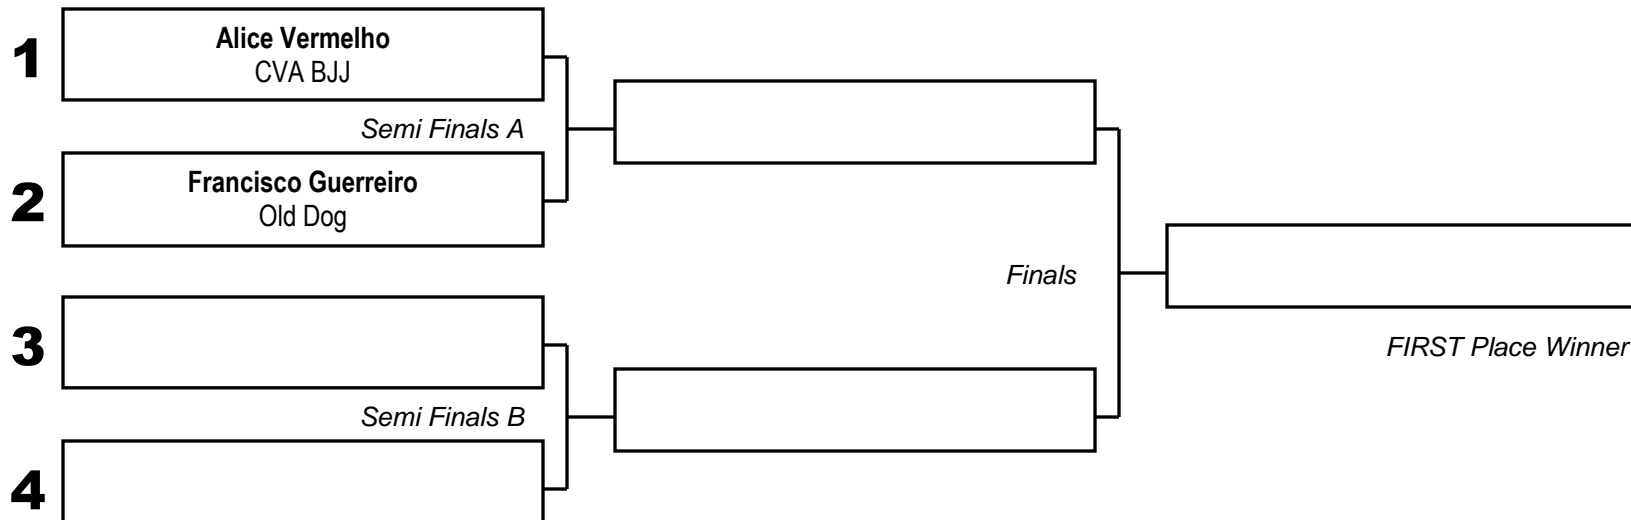 1
Alice Vermelho
CVA BJJ
Semi Finals A
2
Francisco Guerreiro
Old Dog
Finals
3
FIRST Place Winner
Semi Finals B
4